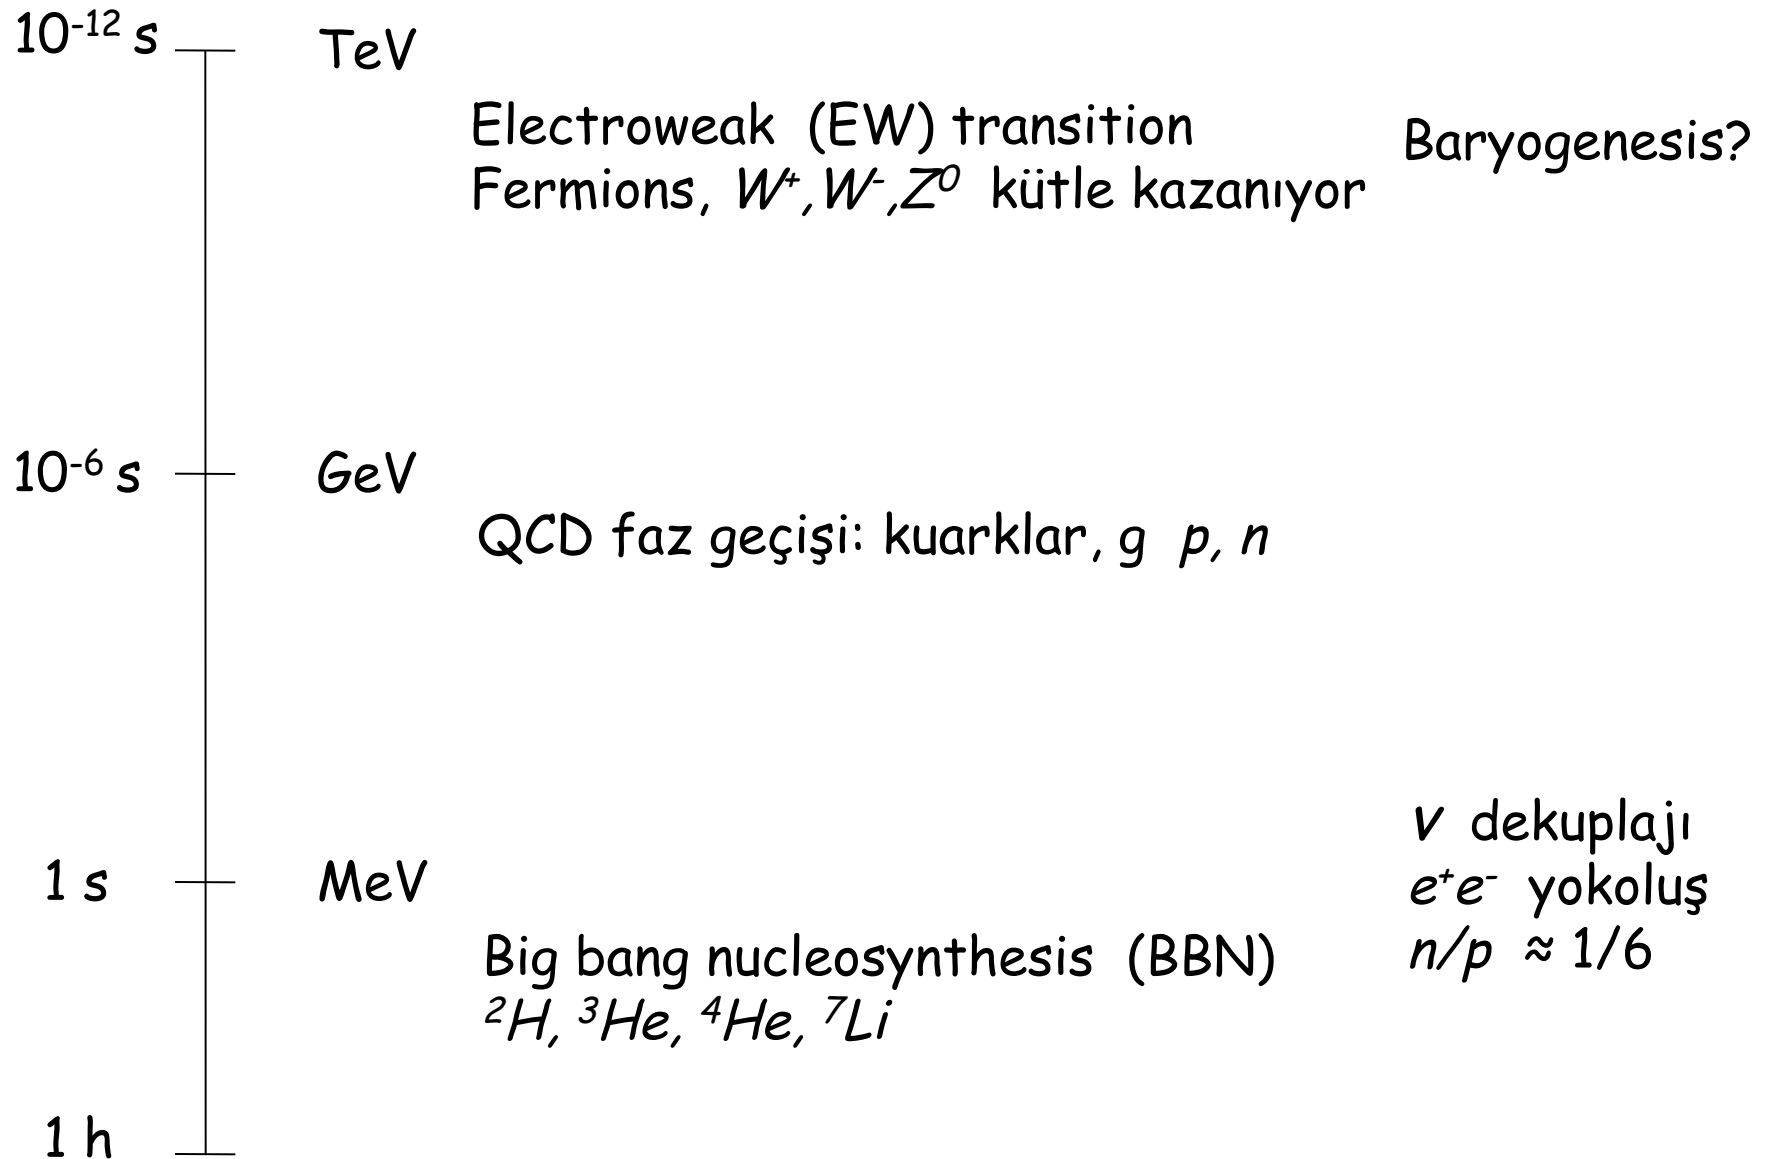 10⁻¹² s
TeV
Electroweak (EW) transition
Baryogenesis?
Fermions, W⁺,W⁻,Z⁰ kütle kazanıyor
10⁻⁶ s
GeV
QCD faz geçişi: kuarklar, g p, n
ν dekuplajı
1 s
MeV
e⁺e⁻ yokoluş
Big bang nucleosynthesis (BBN)
n/p ≈ 1/6
²H, ³He, ⁴He, ⁷Li
1 h